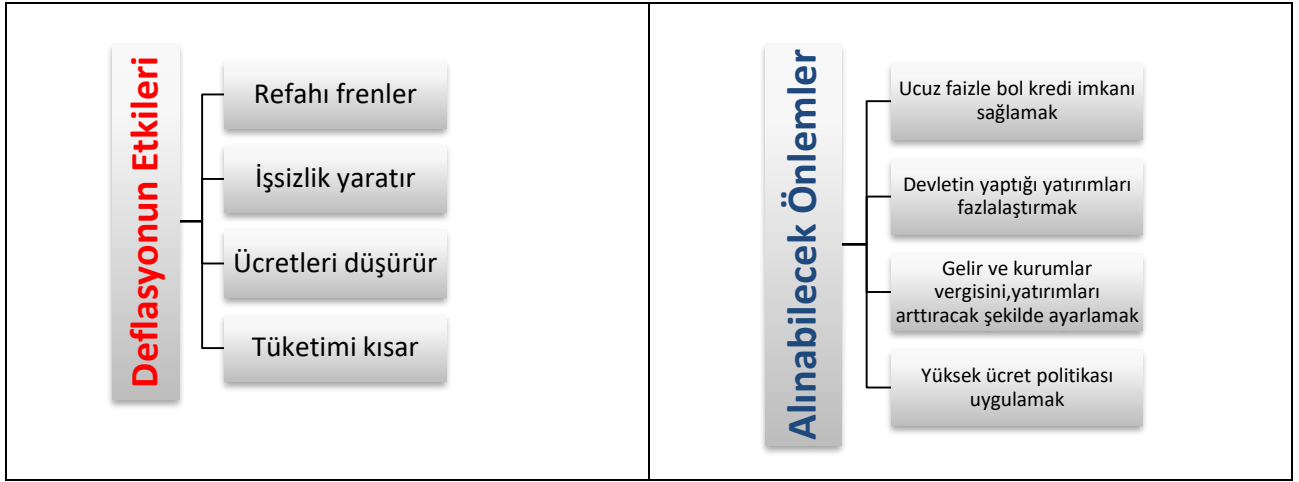 Deflasyonun Etkileri
Refahı frenler
İşsizlik yaratır
Ücretleri düşürür
Tüketimi kısar
Alınabilecek Önlemler
Ucuz faizle bol kredi imkanı
sağlamak
Devletin yaptığı yatırımları
fazlalaştırmak
Gelir ve kurumlar
vergisini,yatırımları
arttıracak şekilde ayarlamak
Yüksek ücret politikası
uygulamak